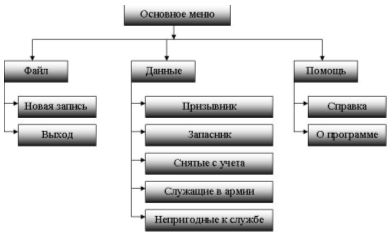 Основное меню
Файл
Данные
Помощь
Новая запись
Выход
Призывник
Запасник
Снятые с учета
Служащие в армии
Непригодные к службе
Справка
О программе